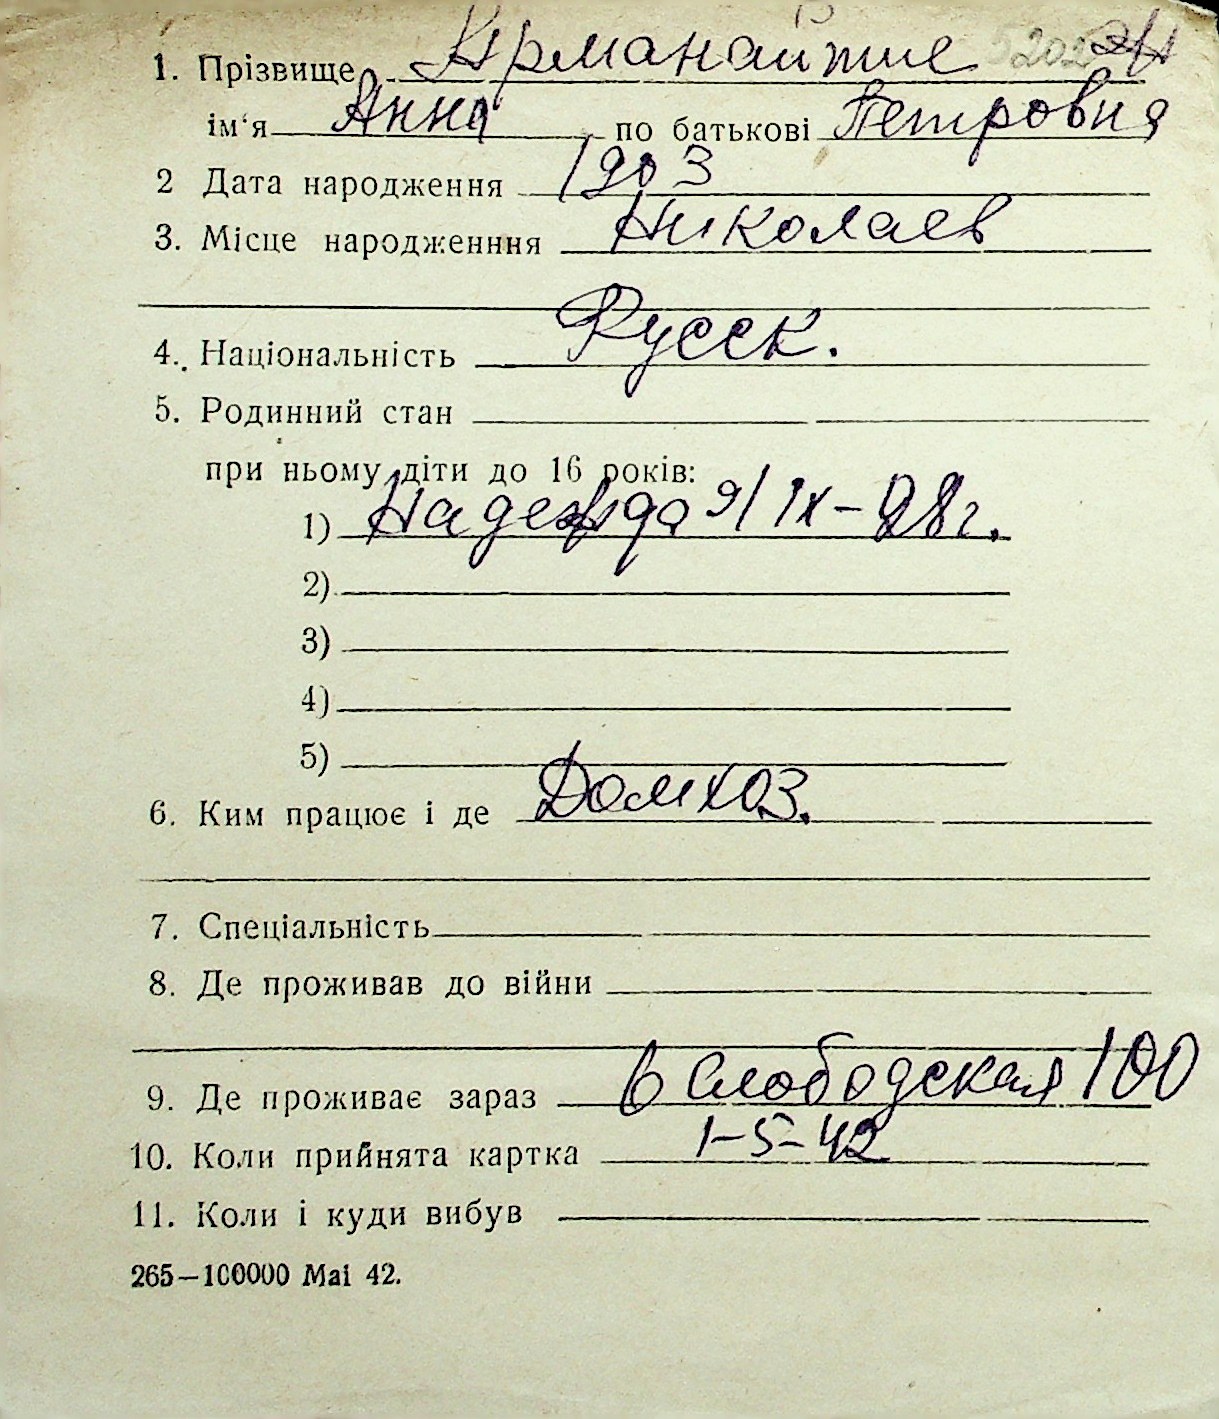 1. Прізвище
ім'я Анна по батькові Петровна
2 Дата народження 1903
3. Місце народженння Николаев
4. Національність Русск.
5. Родинний стан
при ньому діти до 16 років:
1) Надежда 9/IX-28г.
2)
3)
4)
5)
6. Ким працює і де Домхоз.
7. Спеціальність
8. Де проживав до війни
9. Де проживає зараз 6 Слободская 100
10. Коли прийнята картка 1-5-42
11. Коли і куди вибув
265—100000 Mai 42.